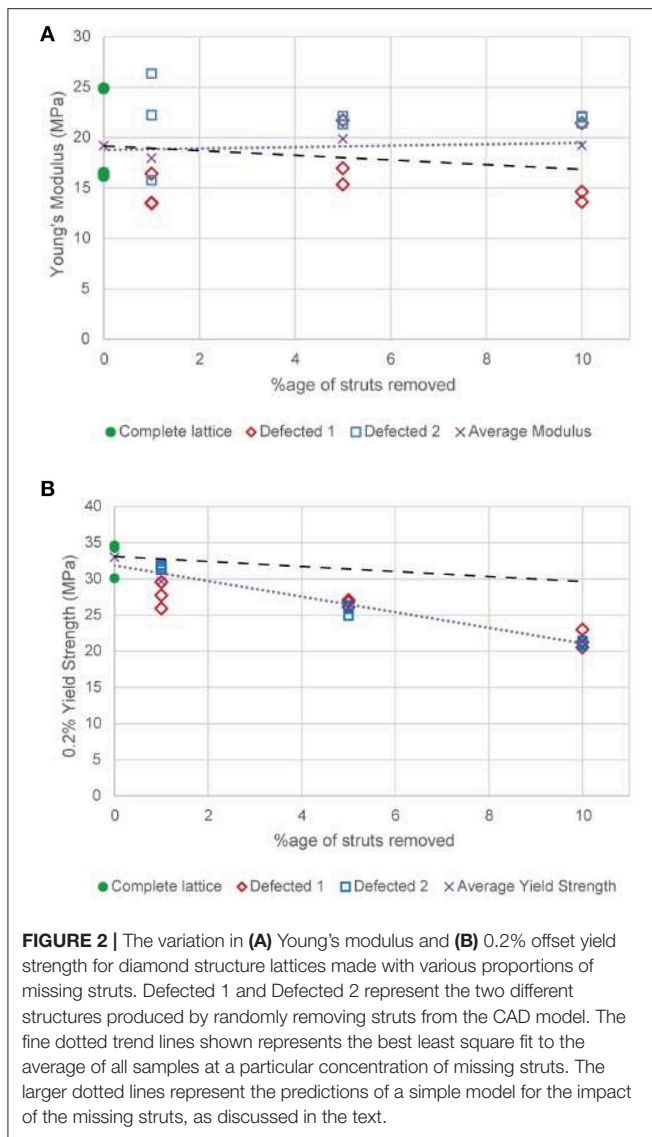 A
30
25
20
15
10
5
0
Young's Modulus (MPa)
0 2 4 6 8 10
%age of struts removed
Complete lattice Defected 1 Defected 2 Average Modulus
B
40
35
30
25
20
15
10
5
0
0.2% Yield Strength (MPa)
0 2 4 6 8 10
%age of struts removed
Complete lattice Defected 1 Defected 2 Average Yield Strength
FIGURE 2 | The variation in (A) Young's modulus and (B) 0.2% offset yield
strength for diamond structure lattices made with various proportions of
missing struts. Defected 1 and Defected 2 represent the two different
structures produced by randomly removing struts from the CAD model. The
fine dotted trend lines shown represents the best least square fit to the
average of all samples at a particular concentration of missing struts. The
larger dotted lines represent the predictions of a simple model for the impact
of the missing struts, as discussed in the text.